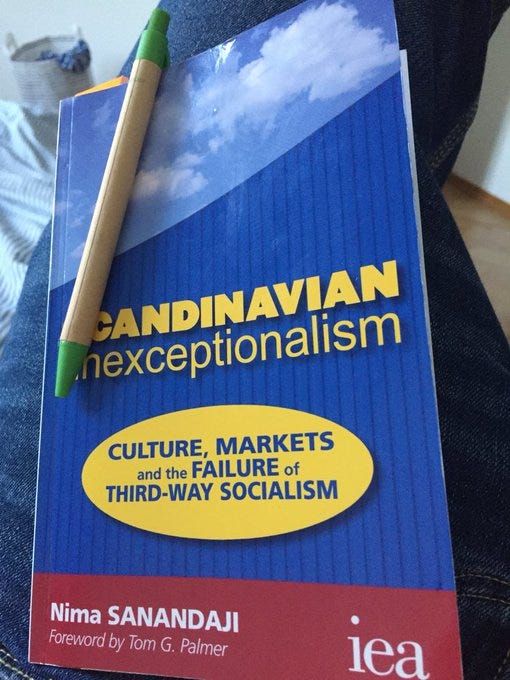 CANDINAVIAN
nexceptionalism
CULTURE, MARKETS
and the FAILURE of
THIRD-WAY SOCIALISM
Nima SANANDAJI
Foreword by Tom G. Palmer
iea